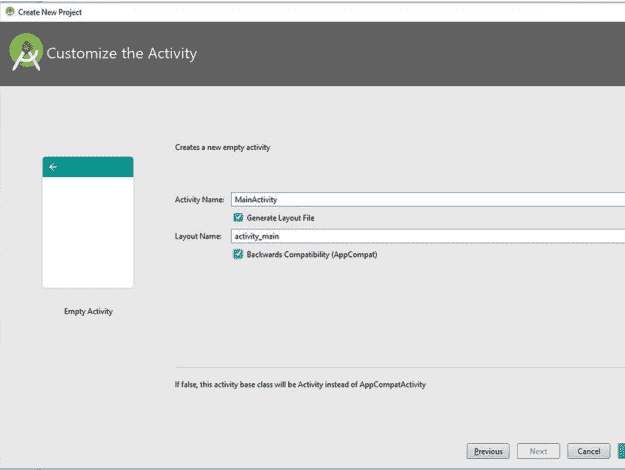 Create New Project
Customize the Activity
Creates a new empty activity
Activity Name: MainActivity
Generate Layout File
Layout Name: activity_main
Backwards Compatibility (AppCompat)
Empty Activity
If false, this activity base class will be Activity instead of AppCompatActivity
Previous Next Cancel